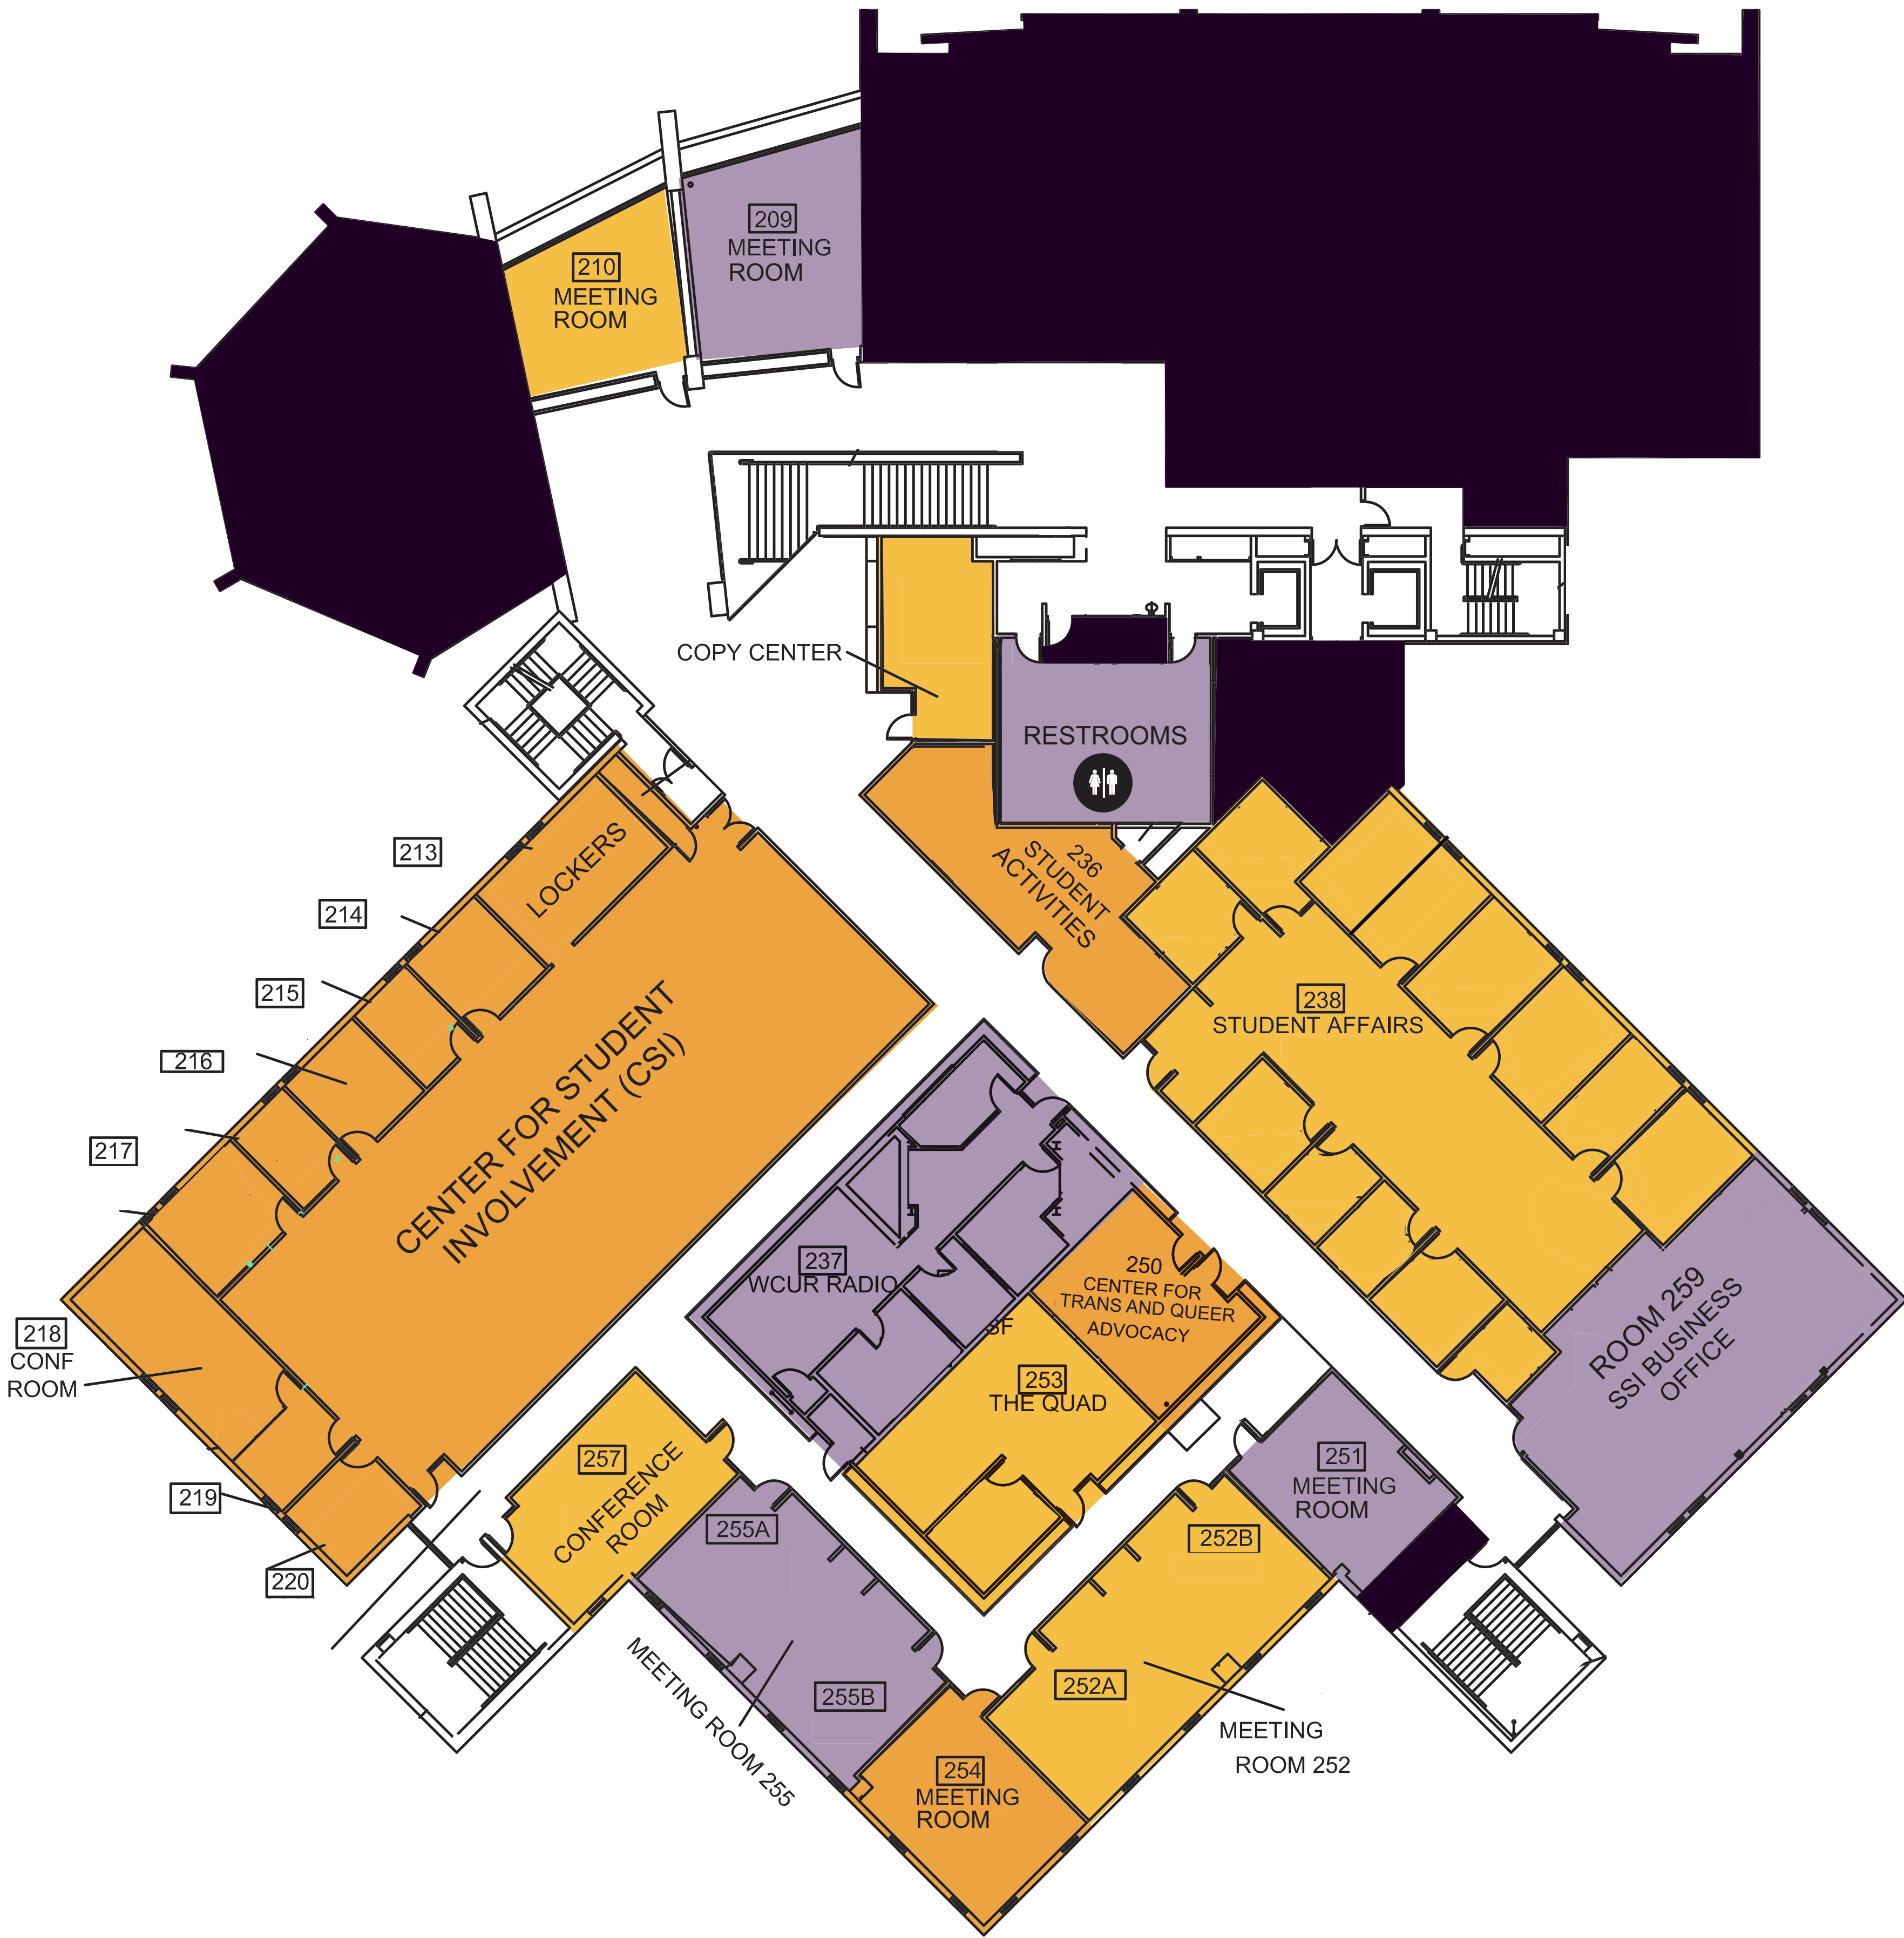 209
MEETING
ROOM
210
MEETING
ROOM
COPY CENTER
RESTROOMS
213
LOCKERS
236
STUDENT
ACTIVITIES
214
215
238
STUDENT AFFAIRS
216
217
CENTER FOR STUDENT
INVOLVEMENT (CSI)
237
WCUR RADIO
250
CENTER FOR
TRANS AND QUEER
ADVOCACY
SF
253
THE QUAD
ROOM 259
SSI BUSINESS
OFFICE
218
CONF
ROOM
219
220
257
CONFERENCE
ROOM
251
MEETING
ROOM
255A
252B
255B
252A
MEETING ROOM 255
MEETING
ROOM 252
254
MEETING
ROOM